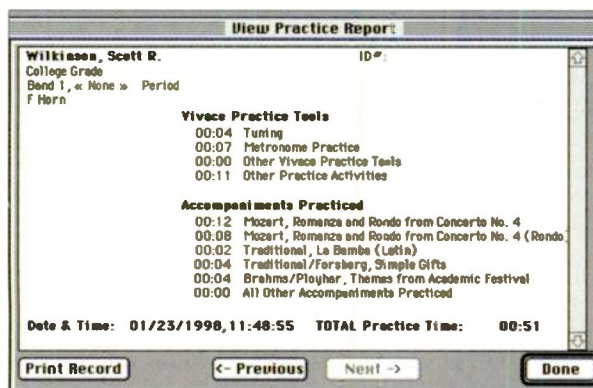 View Practice Report
Wilkinson, Scott R. ID#:
College Grade
Band 1, « None » Period
F Horn
Vivace Practice Tools
00:04 Tuning
00:07 Metronome Practice
00:00 Other Vivace Practice Tools
00:11 Other Practice Activities
Accompaniments Practiced
00:12 Mozart, Romanza and Rondo from Concerto No. 4
00:08 Mozart, Romanza and Rondo from Concerto No. 4 (Rondo
00:02 Traditional, La Bamba (Latin)
00:04 Traditional/Forsberg, Simple Gifts
00:04 Brahms/Ployhar, Themes from Academic Festival
00:00 All Other Accompaniments Practiced
Date & Time: 01/23/1998, 11:48:55 TOTAL Practice Time: 00:51
Print Record <- Previous Next -> Done